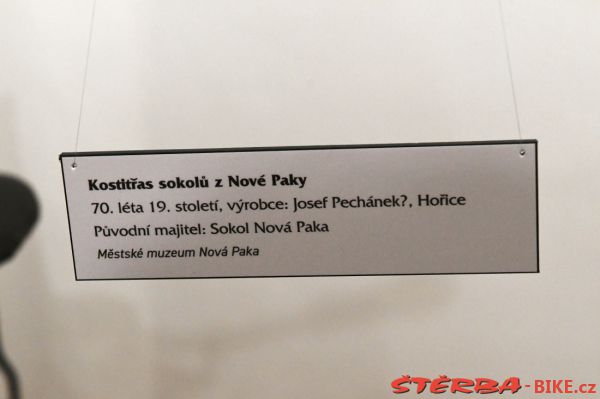 Kostitřas sokolů z Nové Paky
70. léta 19. století, výrobce: Josef Pechánek?, Hořice
Původní majitel: Sokol Nová Paka
Městské muzeum Nová Paka
ŠTĚRBA-BIKE.cz